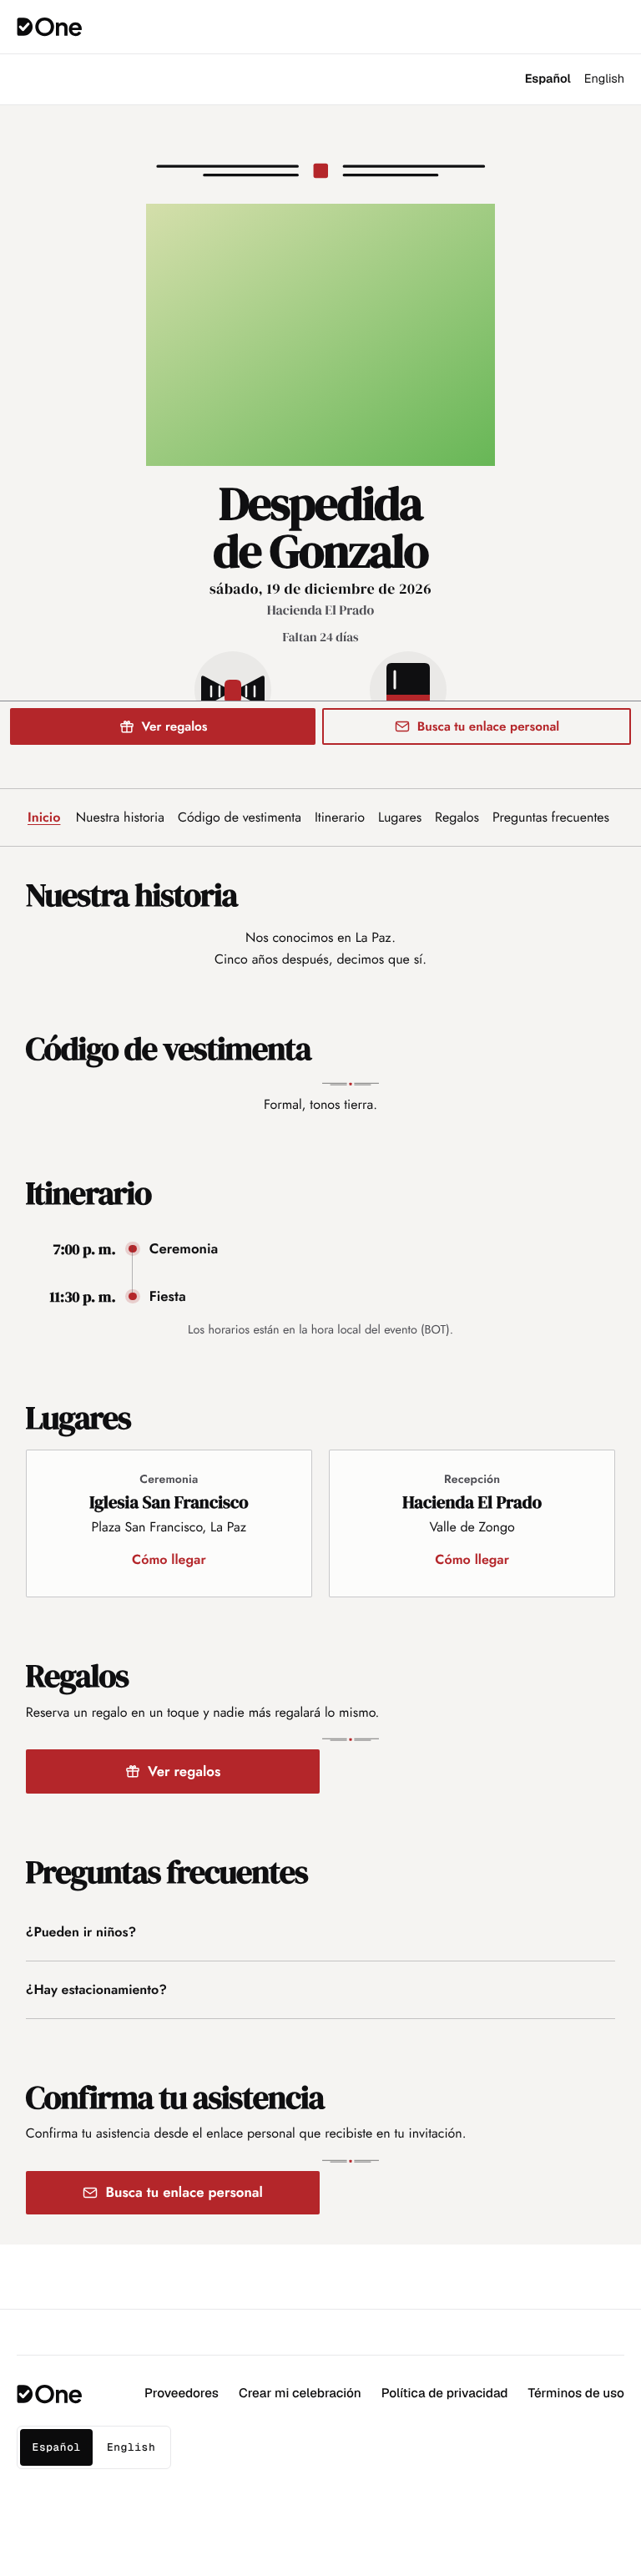 One
Español English
Despedida
de Gonzalo
sábado, 19 de diciembre de 2026
Hacienda El Prado
Faltan 24 días
Ver regalos
Busca tu enlace personal
Inicio Nuestra historia Código de vestimenta Itinerario Lugares Regalos Preguntas frecuentes
Nuestra historia
Nos conocimos en La Paz.
Cinco años después, decimos que sí.
Código de vestimenta
Formal, tonos tierra.
Itinerario
7:00 p. m. Ceremonia
11:30 p. m. Fiesta
Los horarios están en la hora local del evento (BOT).
Lugares
Ceremonia
Iglesia San Francisco
Plaza San Francisco, La Paz
Cómo llegar
Recepción
Hacienda El Prado
Valle de Zongo
Cómo llegar
Regalos
Reserva un regalo en un toque y nadie más regalará lo mismo.
Ver regalos
Preguntas frecuentes
¿Pueden ir niños?
¿Hay estacionamiento?
Confirma tu asistencia
Confirma tu asistencia desde el enlace personal que recibiste en tu invitación.
Busca tu enlace personal
One
Proveedores Crear mi celebración Política de privacidad Términos de uso
Español English